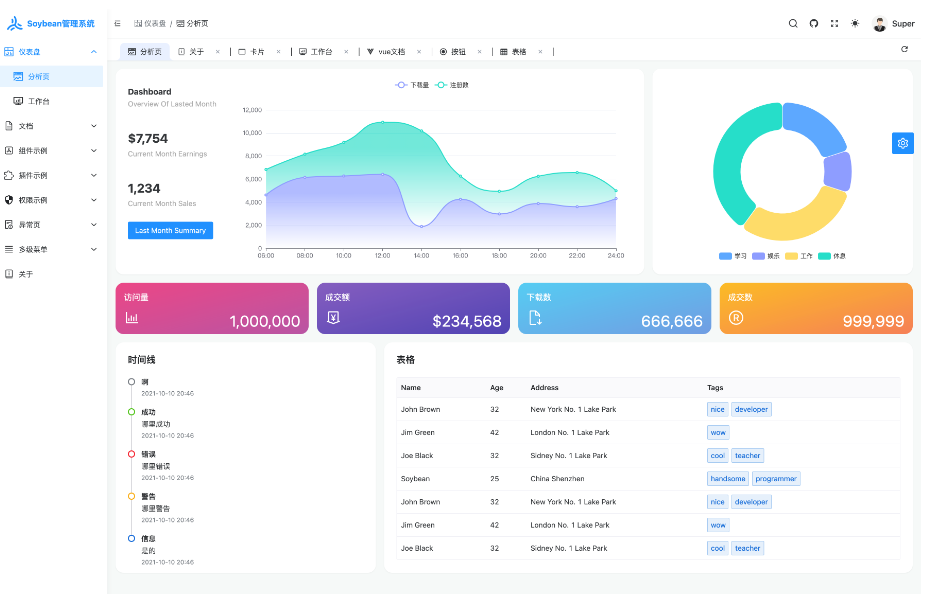 Soybean管理系统
仪表盘 / 分析页
Super
仪表盘
分析页
工作台
文档
组件示例
插件示例
权限示例
异常页
多级菜单
关于
分析页 关于 × 卡片 × 工作台 × vue文档 × 按钮 × 表格 ×
Dashboard
Overview Of Lasted Month
$7,754
Current Month Earnings
1,234
Current Month Sales
Last Month Summary
下载量 注册数
12,000
10,000
8,000
6,000
4,000
2,000
0
06:00 08:00 10:00 12:00 14:00 16:00 18:00 20:00 22:00 24:00
学习 娱乐 工作 休息
访问量
1,000,000
成交额
$234,568
下载数
666,666
成交数
999,999
时间线
啊
2021-10-10 20:46
成功
哪里成功
2021-10-10 20:46
错误
哪里错误
2021-10-10 20:46
警告
哪里警告
2021-10-10 20:46
信息
是的
2021-10-10 20:46
表格
Name Age Address Tags
John Brown 32 New York No. 1 Lake Park nice developer
Jim Green 42 London No. 1 Lake Park wow
Joe Black 32 Sidney No. 1 Lake Park cool teacher
Soybean 25 China Shenzhen handsome programmer
John Brown 32 New York No. 1 Lake Park nice developer
Jim Green 42 London No. 1 Lake Park wow
Joe Black 32 Sidney No. 1 Lake Park cool teacher